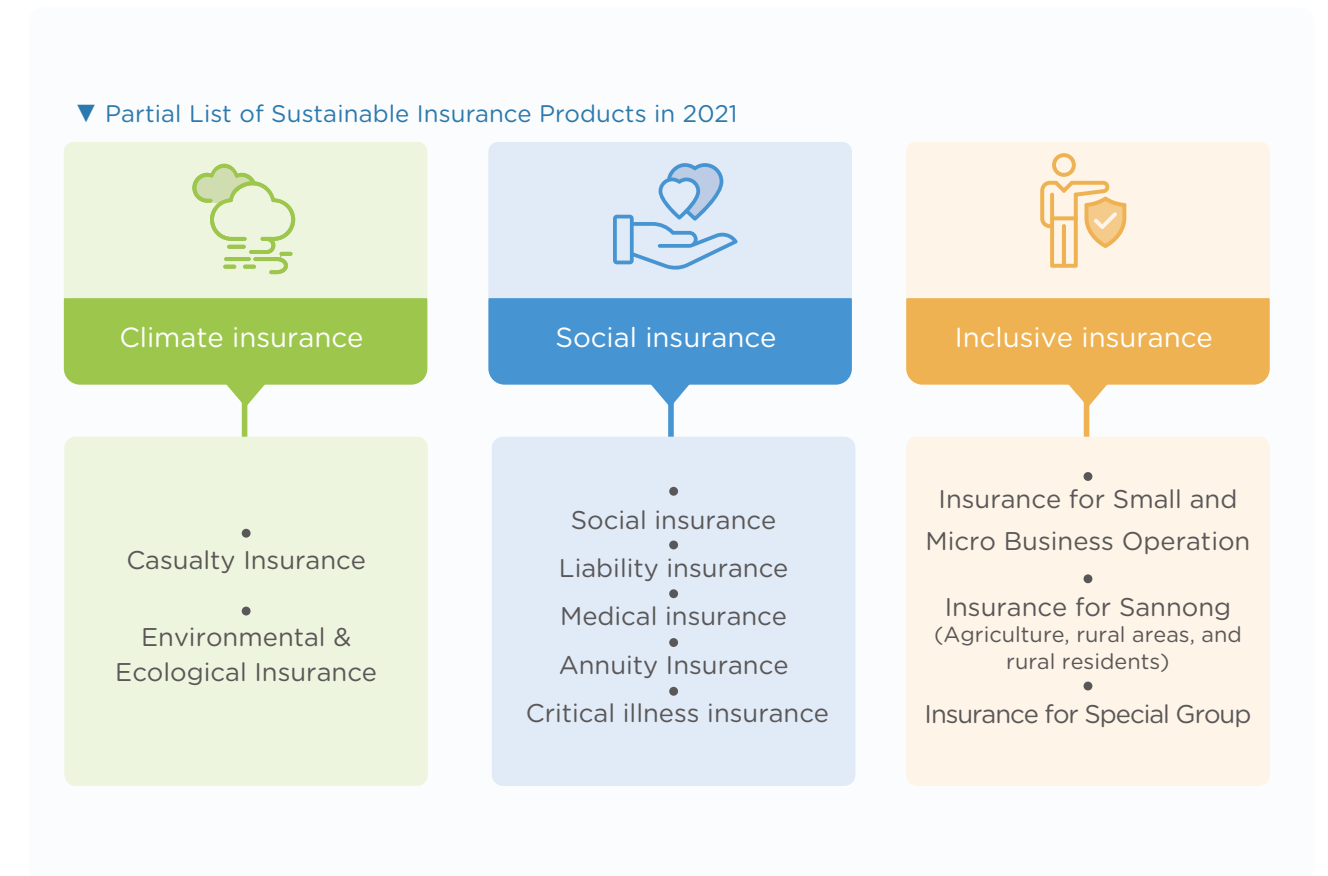 ▼ Partial List of Sustainable Insurance Products in 2021
Climate insurance
•
Casualty Insurance
•
Environmental &
Ecological Insurance
Social insurance
•
Social insurance
•
Liability insurance
•
Medical insurance
•
Annuity Insurance
•
Critical illness insurance
Inclusive insurance
•
Insurance for Small and
Micro Business Operation
•
Insurance for Sannong
(Agriculture, rural areas, and
rural residents)
•
Insurance for Special Group